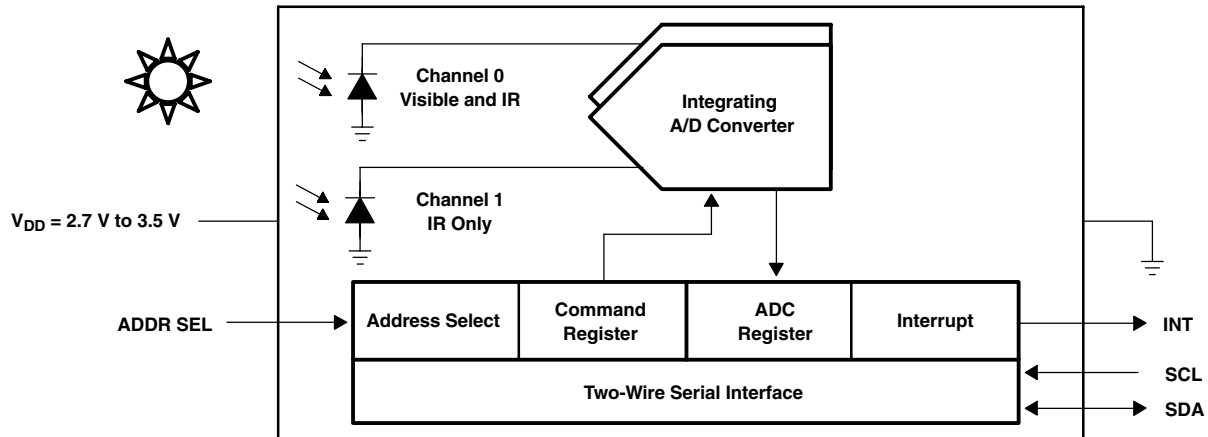 Channel 0
Visible and IR
Integrating
A/D Converter
Channel 1
IR Only
VDD = 2.7 V to 3.5 V
ADDR SEL
Address Select
Command
Register
ADC
Register
Interrupt
INT
Two-Wire Serial Interface
SCL
SDA